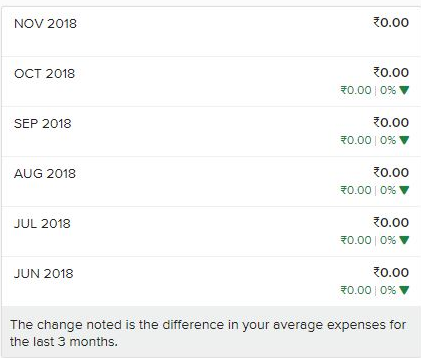 NOV 2018 ₹0.00
OCT 2018 ₹0.00
₹0.00 | 0% ▼
SEP 2018 ₹0.00
₹0.00 | 0% ▼
AUG 2018 ₹0.00
₹0.00 | 0% ▼
JUL 2018 ₹0.00
₹0.00 | 0% ▼
JUN 2018 ₹0.00
₹0.00 | 0% ▼
The change noted is the difference in your average expenses for
the last 3 months.